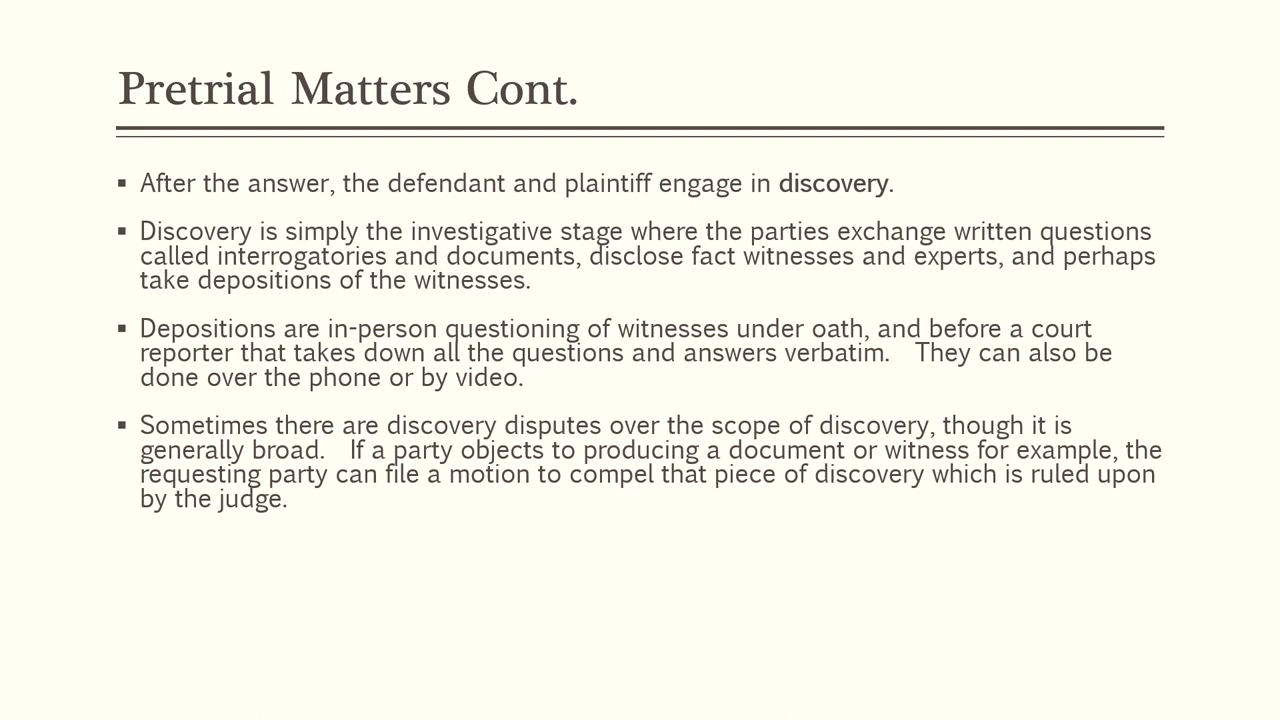 Pretrial Matters Cont.
▪ After the answer, the defendant and plaintiff engage in discovery.
▪ Discovery is simply the investigative stage where the parties exchange written questions
called interrogatories and documents, disclose fact witnesses and experts, and perhaps
take depositions of the witnesses.
▪ Depositions are in-person questioning of witnesses under oath, and before a court
reporter that takes down all the questions and answers verbatim.   They can also be
done over the phone or by video.
▪ Sometimes there are discovery disputes over the scope of discovery, though it is
generally broad.   If a party objects to producing a document or witness for example, the
requesting party can file a motion to compel that piece of discovery which is ruled upon
by the judge.